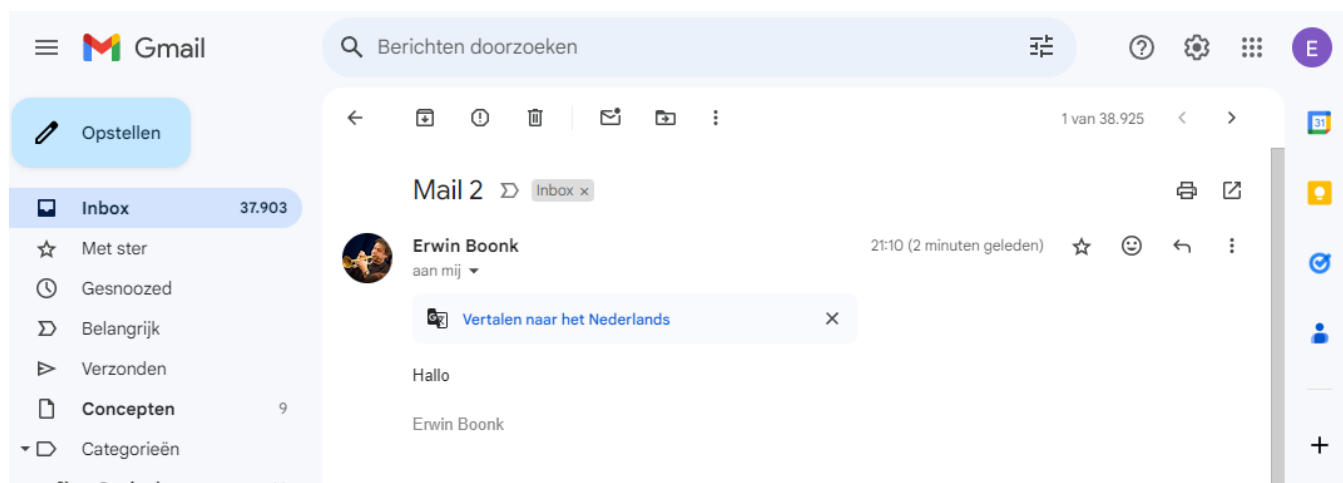 Gmail
Berichten doorzoeken
E
Opstellen
1 van 38.925
31
Mail 2 Inbox ×
Inbox 37.903
Erwin Boonk 21:10 (2 minuten geleden)
Met ster
aan mij
Gesnoozed
Vertalen naar het Nederlands
Belangrijk
Verzonden
Hallo
Concepten 9
Erwin Boonk
Categorieën